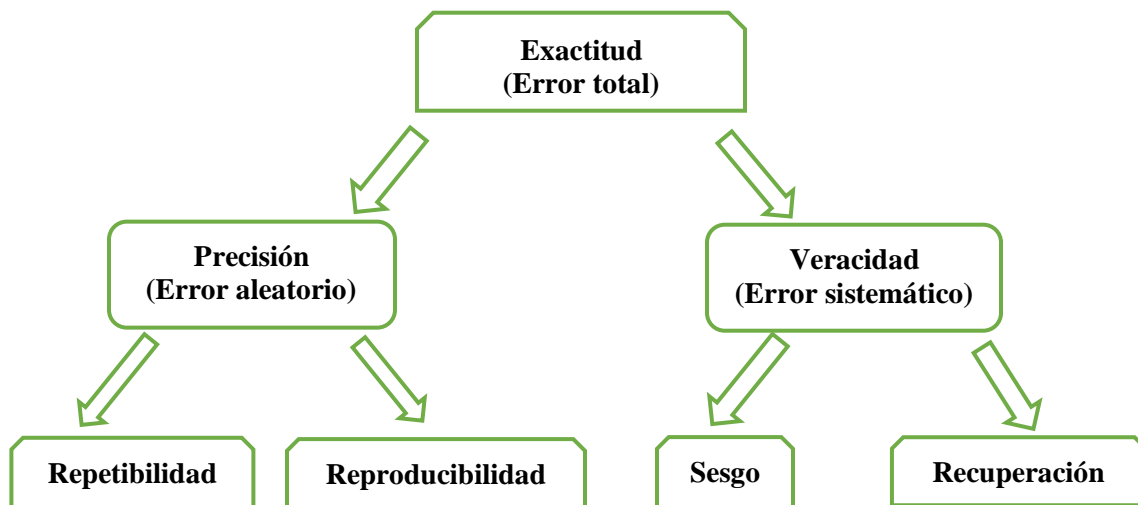 Exactitud
(Error total)
Precisión
(Error aleatorio)
Veracidad
(Error sistemático)
Repetibilidad
Reproducibilidad
Sesgo
Recuperación